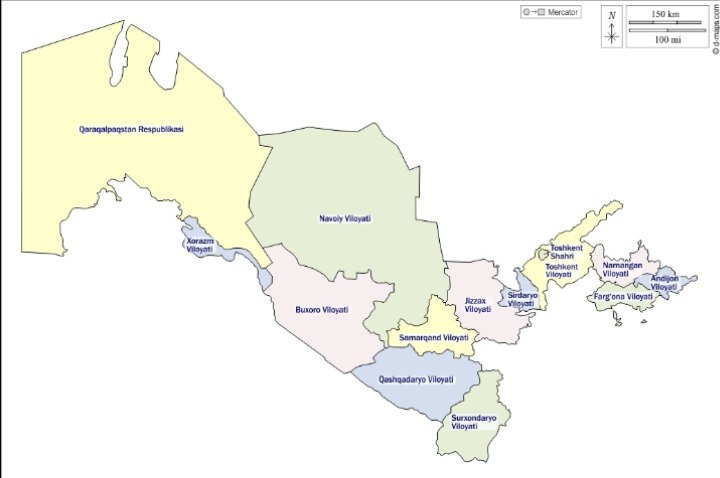 Mercator
N
150 km
100 mi
© d-maps.com
Qaraqalpaqstan Respublikasi
Navoiy Viloyati
Xorazm
Viloyati
Toshkent
Shahri
Toshkent
Viloyati
Namangan
Viloyati
Andijon
Viloyati
Farg'ona Viloyati
Sirdaryo
Viloyati
Jizzax
Viloyati
Buxoro Viloyati
Samarqand Viloyati
Qashqadaryo Viloyati
Surxondaryo
Viloyati